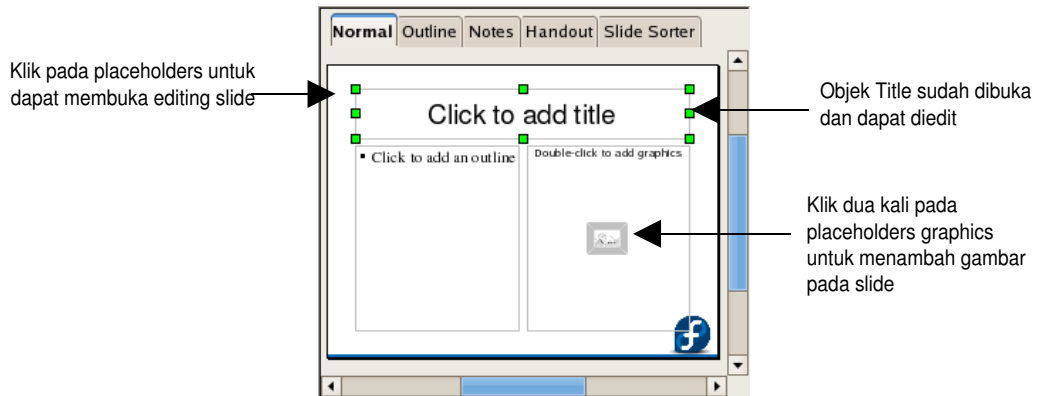 Normal Outline Notes Handout Slide Sorter
Klik pada placeholders untuk
dapat membuka editing slide
Click to add title
Objek Title sudah dibuka
dan dapat diedit
▪ Click to add an outline
Double-click to add graphics
Klik dua kali pada
placeholders graphics
untuk menambah gambar
pada slide